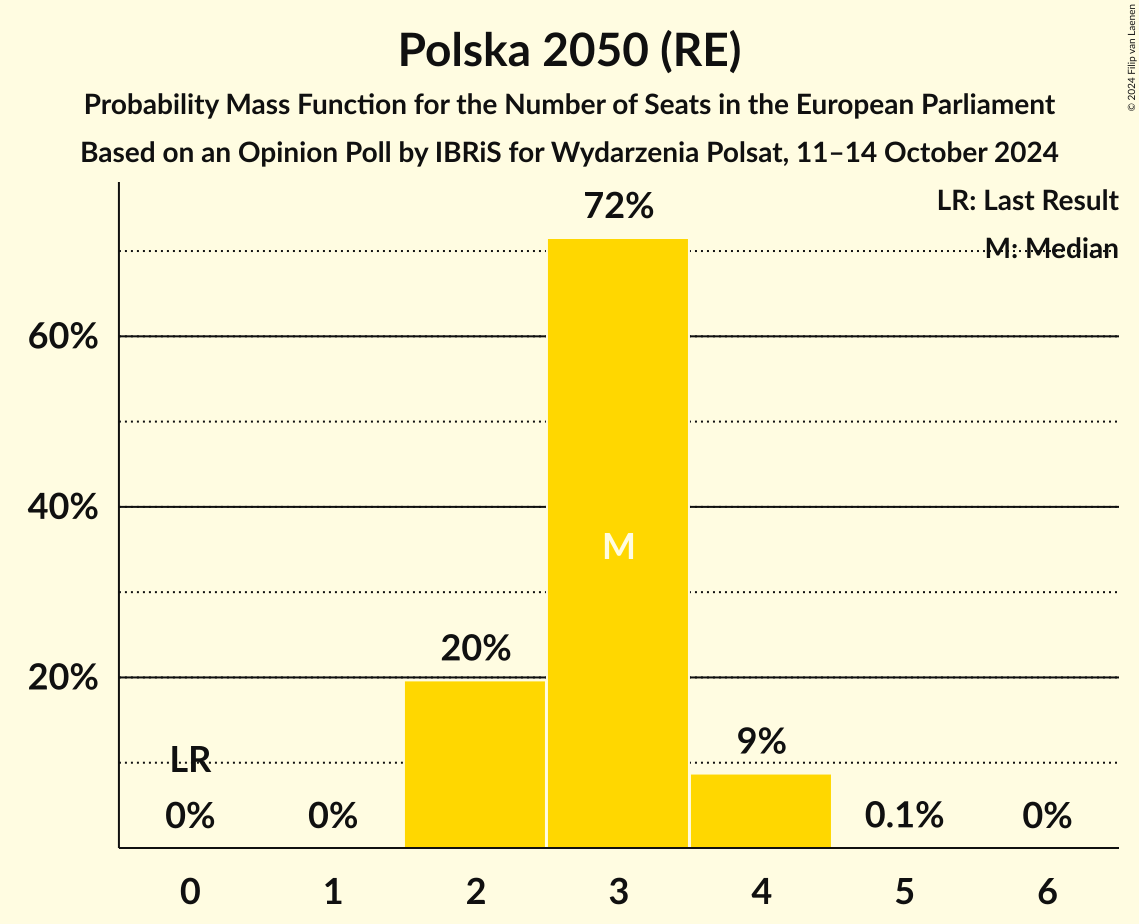 Polska 2050 (RE)
Probability Mass Function for the Number of Seats in the European Parliament
Based on an Opinion Poll by IBRiS for Wydarzenia Polsat, 11–14 October 2024
© 2024 Filip van Laenen
LR: Last Result
M: Median
72%
60%
40%
M
20%
20%
9%
LR
0% 0% 0.1% 0%
0 1 2 3 4 5 6